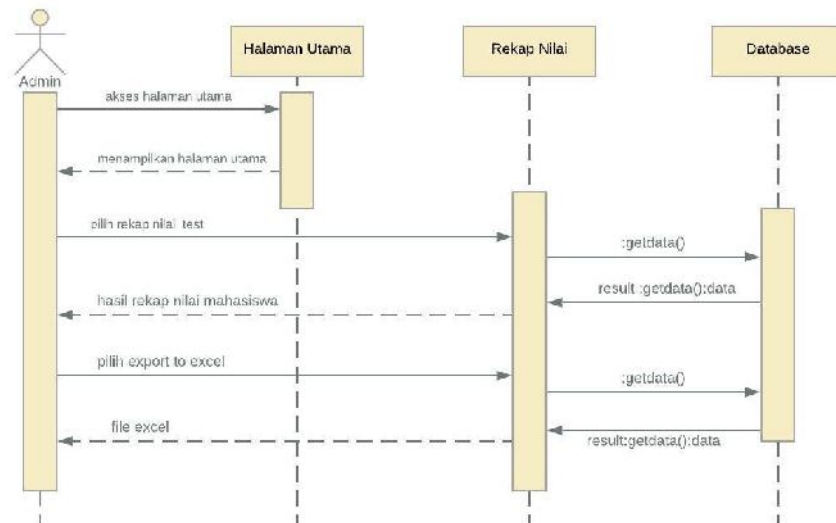 Halaman Utama
Rekap Nilai
Database
Admin
akses halaman utama
menampilkan halaman utama
pilih rekap nilai test
:getdata()
result :getdata():data
hasil rekap nilai mahasiswa
pilih export to excel
:getdata()
file excel
result:getdata():data